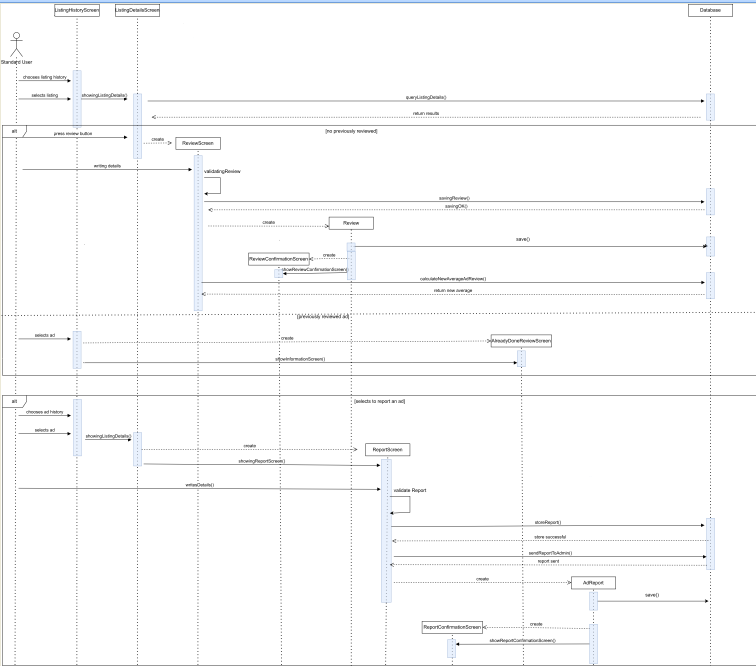 ListingHistoryScreen
ListingDetailsScreen
Database
Standard User
chooses listing history
selects listing
showingListingDetails()
queryListingDetails()
return results
alt
[no previously reviewed]
press review button
create
ReviewScreen
writing details
validatingReview
savingReview()
savingOK()
create
Review
save()
create
ReviewConfirmationScreen
showReviewConfirmationScreen()
calculateNewAverageAdReview()
return new average
[previously reviewed ad]
selects ad
create
AlreadyDoneReviewScreen
showInformationScreen()
alt
[selects to report an ad]
chooses ad history
selects ad
showingListingDetails()
create
ReportScreen
showingReportScreen()
writesDetails()
validate Report
storeReport()
store successful
sendReportToAdmin()
report sent
create
AdReport
save()
create
ReportConfirmationScreen
showReportConfirmationScreen()